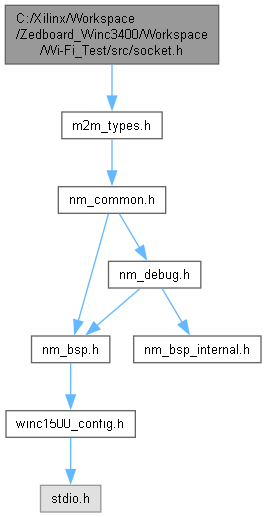 C:/Xilinx/Workspace
/Zedboard_Winc3400/Workspace
/Wi-Fi_Test/src/socket.h
m2m_types.h
nm_common.h
nm_debug.h
nm_bsp.h
nm_bsp_internal.h
winc1500_config.h
stdio.h